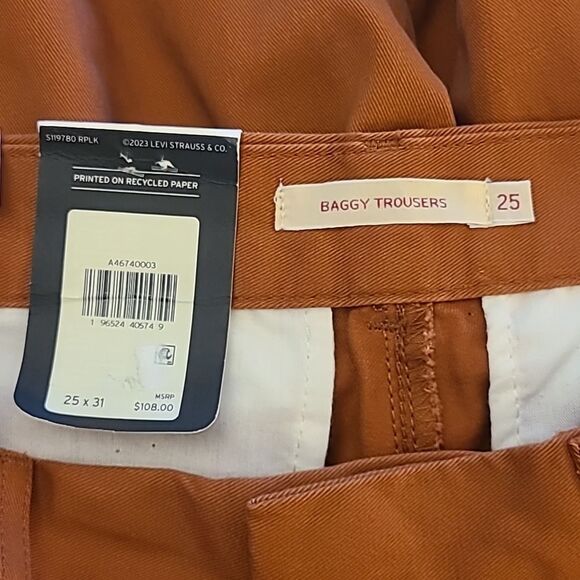 S119780 RPLK ©2023 LEVI STRAUSS & CO.
PRINTED ON RECYCLED PAPER
A46740003
1 96524 40574 9
25 x 31
MSRP
$108.00
BAGGY TROUSERS 25